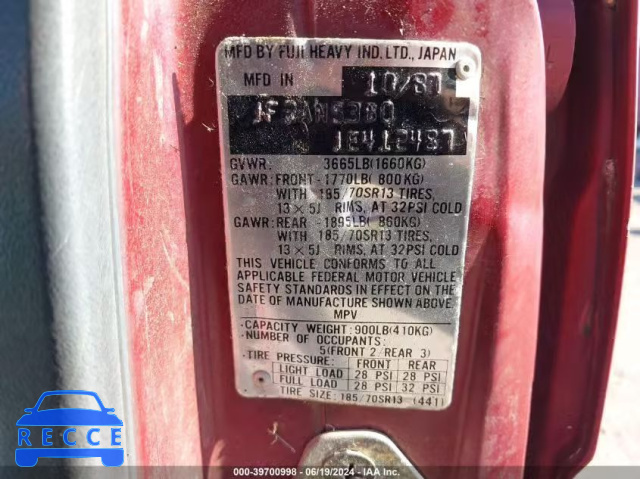 MFD BY FUJI HEAVY IND. LTD., JAPAN
MFD IN 10/87
JE412487
GVWR: 3665LB(1660KG)
GAWR: FRONT-1770LB( 800KG)
WITH 185/70SR13 TIRES,
13 × 5J RIMS, AT 32PSI COLD
GAWR: REAR -1895LB( 860KG)
WITH 185/70SR13 TIRES,
13 × 5J RIMS, AT 32PSI COLD
THIS VEHICLE CONFORMS TO ALL
APPLICABLE FEDERAL MOTOR VEHICLE
SAFETY STANDARDS IN EFFECT ON THE
DATE OF MANUFACTURE SHOWN ABOVE
MPV
·CAPACITY WEIGHT: 900LB(410KG)
·NUMBER OF OCCUPANTS:
5(FRONT 2/REAR 3)
·TIRE PRESSURE: FRONT REAR
LIGHT LOAD 28 PSI 28 PSI
FULL LOAD 28 PSI 32 PSI
TIRE SIZE: 185/70SR13 (441)
000-39700998 - 06/19/2024 - IAA Inc.